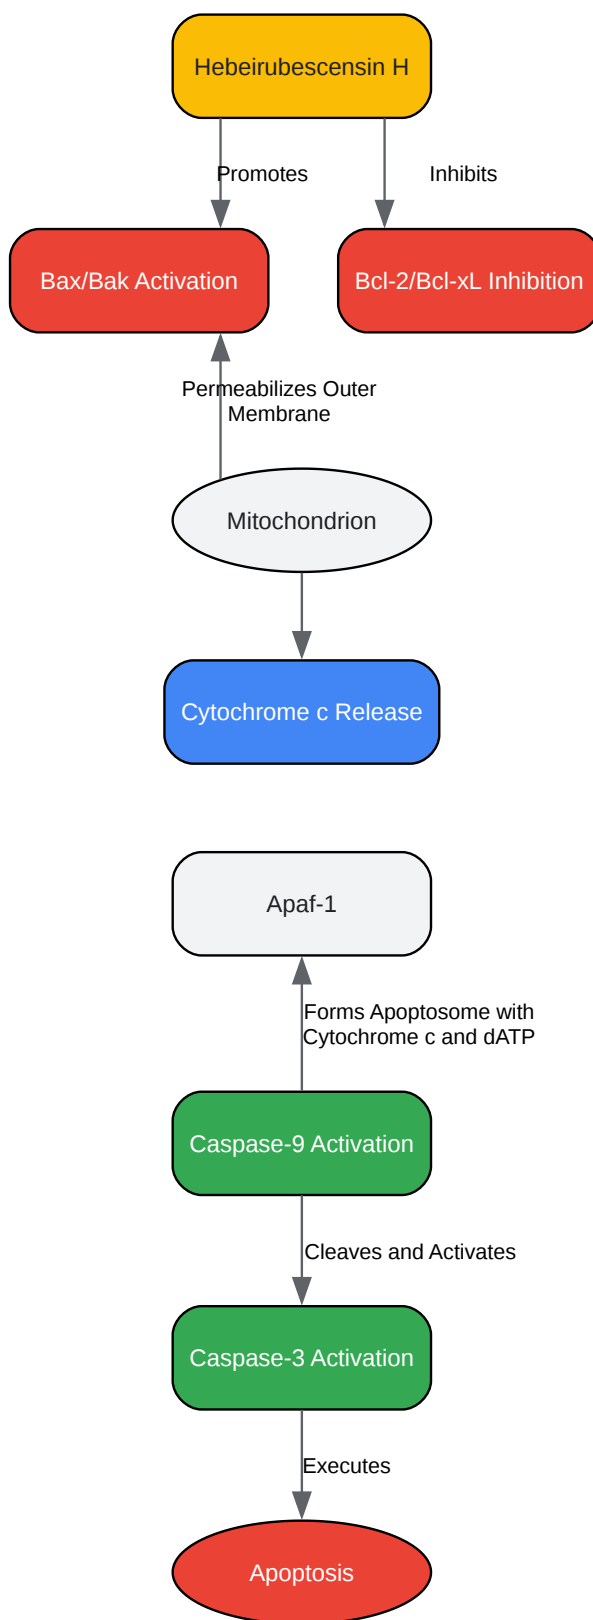 Hebeirubescensin H
Promotes
Inhibits
Bax/Bak Activation
Bcl-2/Bcl-xL Inhibition
Permeabilizes Outer
Membrane
Mitochondrion
Cytochrome c Release
Apaf-1
Forms Apoptosome with
Cytochrome c and dATP
Caspase-9 Activation
Cleaves and Activates
Caspase-3 Activation
Executes
Apoptosis